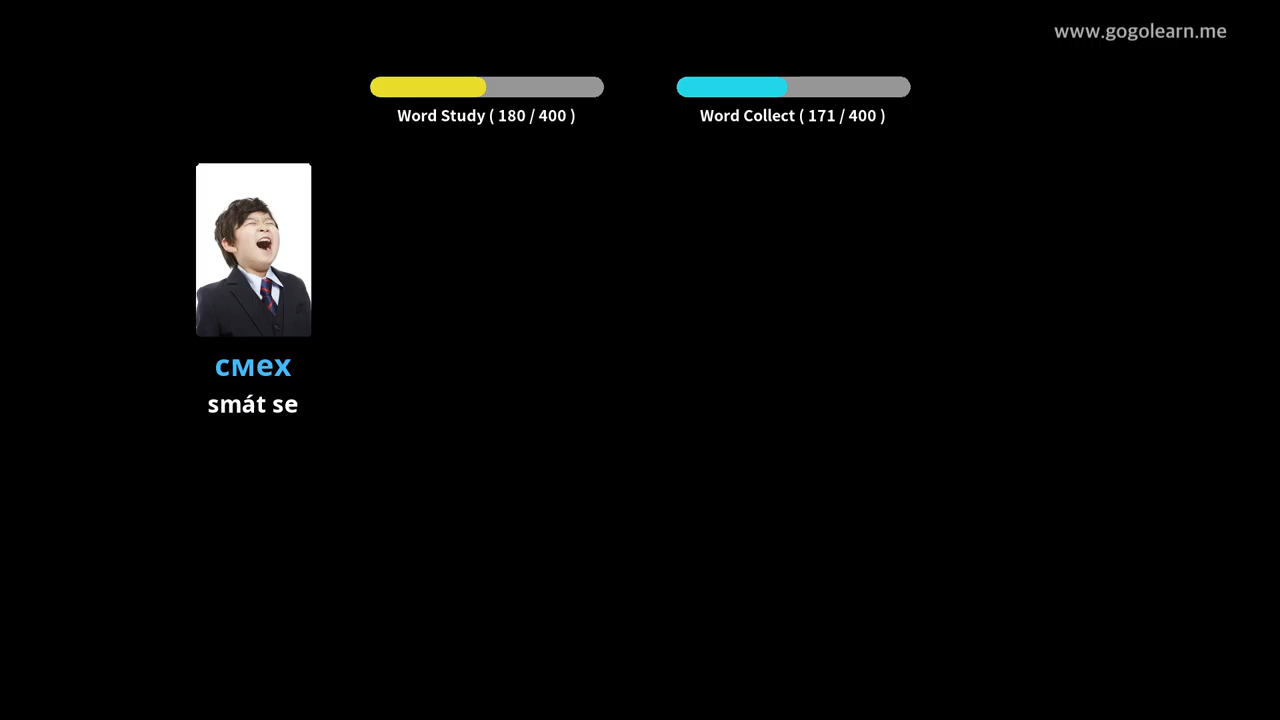 www.gogolearn.me
Word Study ( 180 / 400 )
Word Collect ( 171 / 400 )
смех
smát se